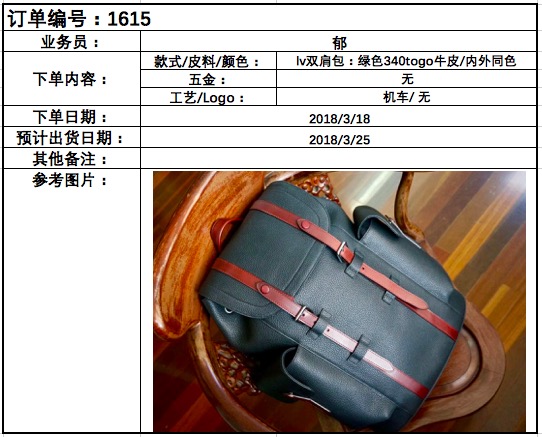 订单编号：1615
业务员： 郁
下单内容： 款式/皮料/颜色： lv双肩包：绿色340togo牛皮/内外同色
五金： 无
工艺/Logo： 机车/ 无
下单日期： 2018/3/18
预计出货日期： 2018/3/25
其他备注：
参考图片：